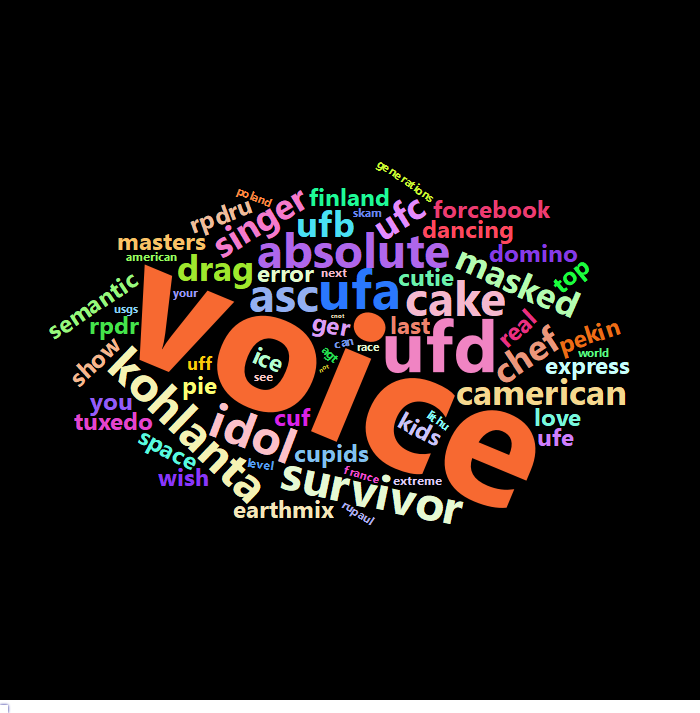 generations
poland
finland
skam
ufc
forcebook
rpdru
singer
ufb
dancing
masters
absolute
domino
american
drag
error
next
cutie
masked
top
semantic
your
asc
ufa
cake
usgs
rpdr
voice
cnot
ger
last
ufd
real
pekin
show
can
race
chef
world
uff
ice
agt
not
express
see
pie
camerican
you
kohlanta
idol
cuf
kids
lithu
love
tuxedo
space
cupids
ufe
wish
level
france
survivor
extreme
earthmix
rupaul